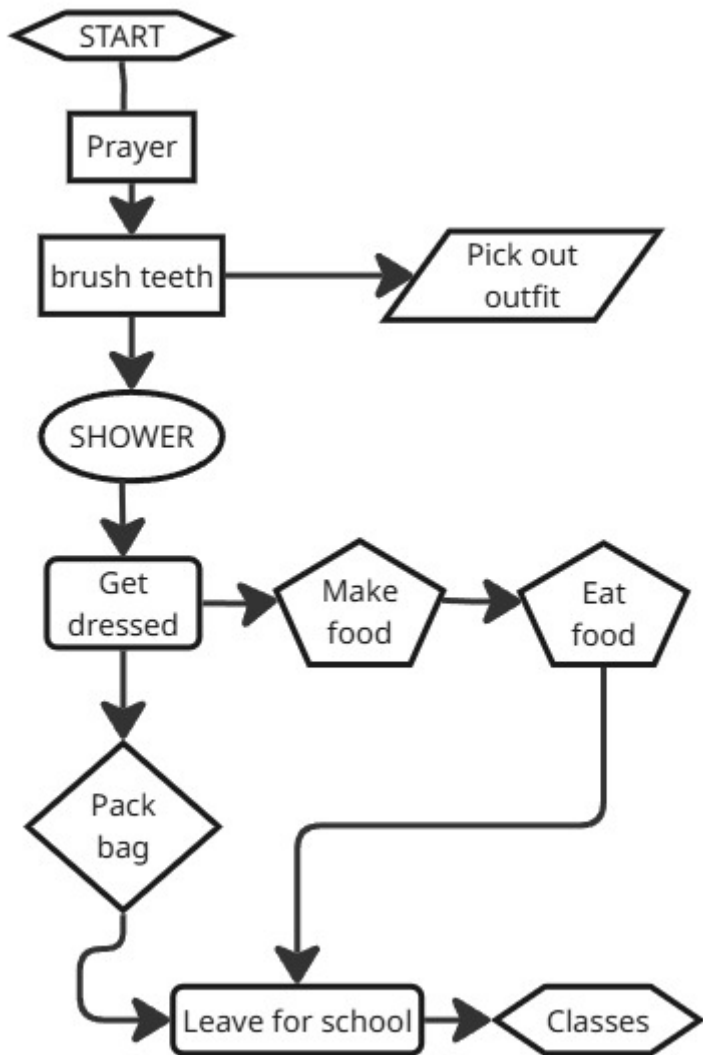 START
Prayer
brush teeth
Pick out
outfit
SHOWER
Get
dressed
Make
food
Eat
food
Pack
bag
Leave for school
Classes